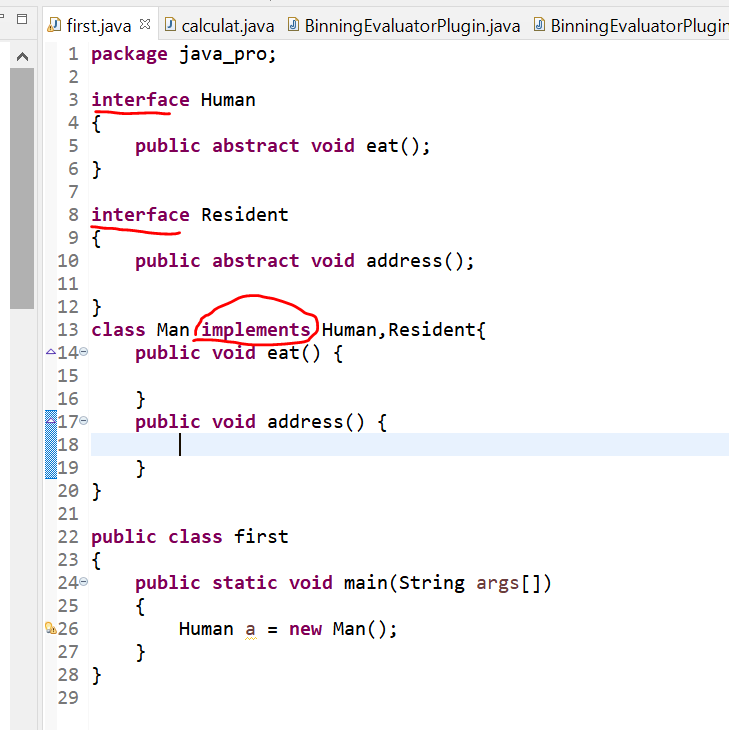 first.java calculat.java BinningEvaluatorPlugin.java BinningEvaluatorPlugin
1 package java_pro;
2
3 interface Human
4 {
5 public abstract void eat();
6 }
7
8 interface Resident
9 {
10 public abstract void address();
11
12 }
13 class Man implements Human,Resident{
14 public void eat() {
15
16 }
17 public void address() {
18
19 }
20 }
21
22 public class first
23 {
24 public static void main(String args[])
25 {
26 Human a = new Man();
27 }
28 }
29